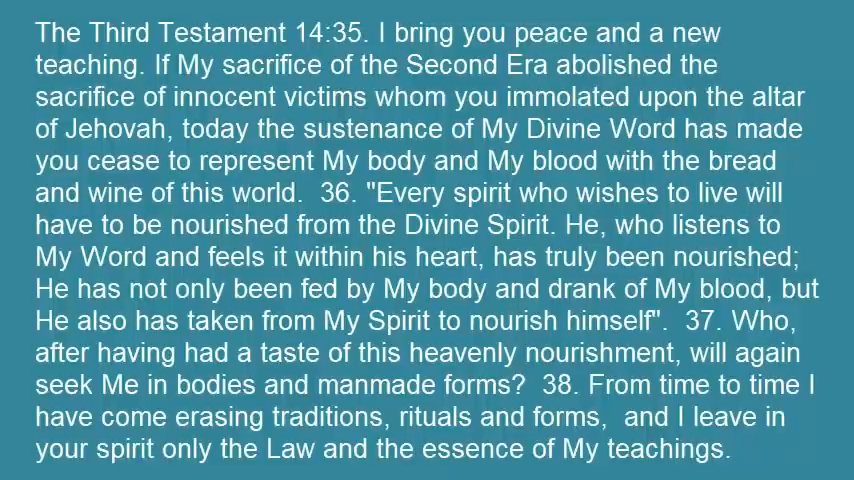 The Third Testament 14:35. I bring you peace and a new
teaching. If My sacrifice of the Second Era abolished the
sacrifice of innocent victims whom you immolated upon the altar
of Jehovah, today the sustenance of My Divine Word has made
you cease to represent My body and My blood with the bread
and wine of this world.  36. "Every spirit who wishes to live will
have to be nourished from the Divine Spirit. He, who listens to
My Word and feels it within his heart, has truly been nourished;
He has not only been fed by My body and drank of My blood, but
He also has taken from My Spirit to nourish himself".  37. Who,
after having had a taste of this heavenly nourishment, will again
seek Me in bodies and manmade forms?  38. From time to time I
have come erasing traditions, rituals and forms,  and I leave in
your spirit only the Law and the essence of My teachings.